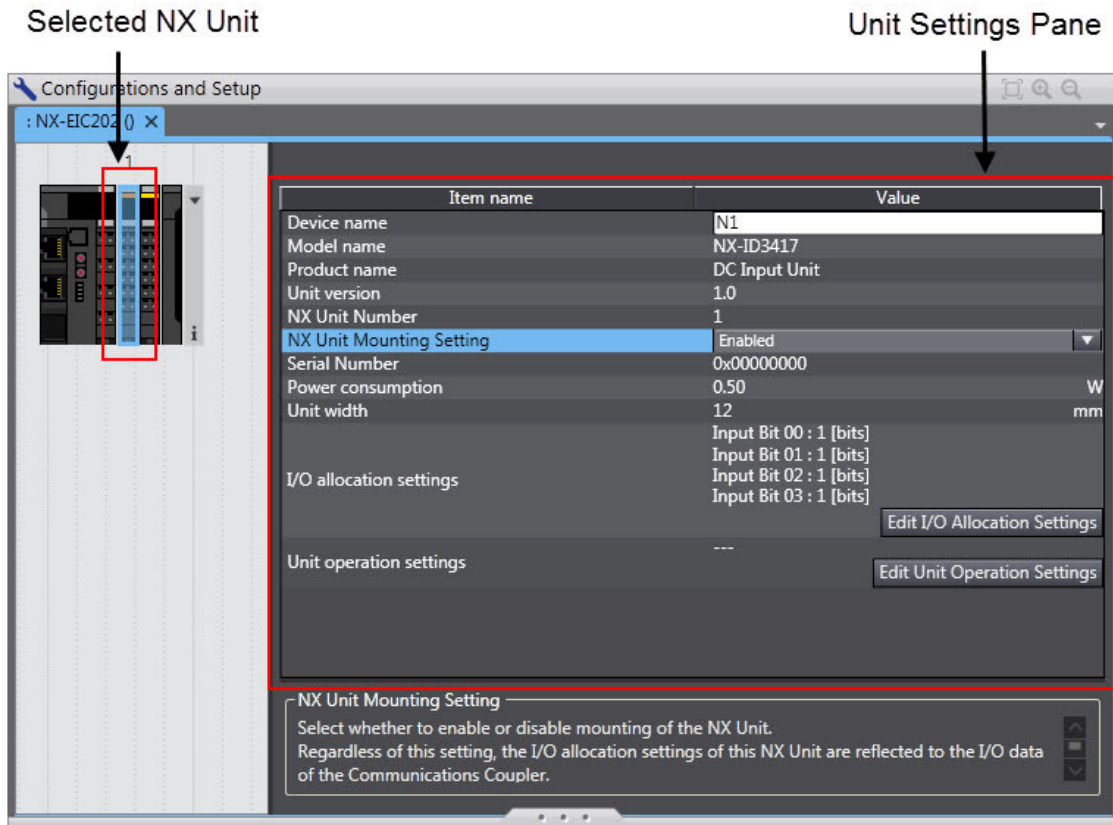 Selected NX Unit
Unit Settings Pane
Configurations and Setup
: NX-EIC202 ()
1
Item name Value
Device name N1
Model name NX-ID3417
Product name DC Input Unit
Unit version 1.0
NX Unit Number 1
NX Unit Mounting Setting Enabled
Serial Number 0x00000000
Power consumption 0.50 W
Unit width 12 mm
I/O allocation settings
Input Bit 00 : 1 [bits]
Input Bit 01 : 1 [bits]
Input Bit 02 : 1 [bits]
Input Bit 03 : 1 [bits]
Edit I/O Allocation Settings
Unit operation settings ---
Edit Unit Operation Settings
NX Unit Mounting Setting
Select whether to enable or disable mounting of the NX Unit.
Regardless of this setting, the I/O allocation settings of this NX Unit are reflected to the I/O data
of the Communications Coupler.